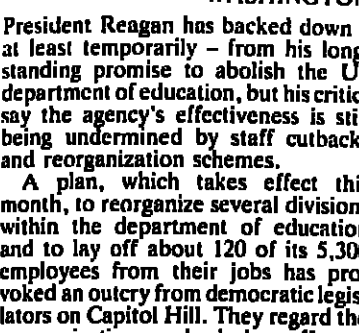 President Reagan has backed down
at least temporarily – from his long
standing promise to abolish the U
department of education, but his critic
say the agency's effectiveness is sti
being undermined by staff cutback
and reorganization schemes.
A plan, which takes effect thi
month, to reorganize several division
within the department of education
and to lay off about 120 of its 5,30
employees from their jobs has pro
voked an outcry from democratic legis
lators on Capitol Hill. They regard the